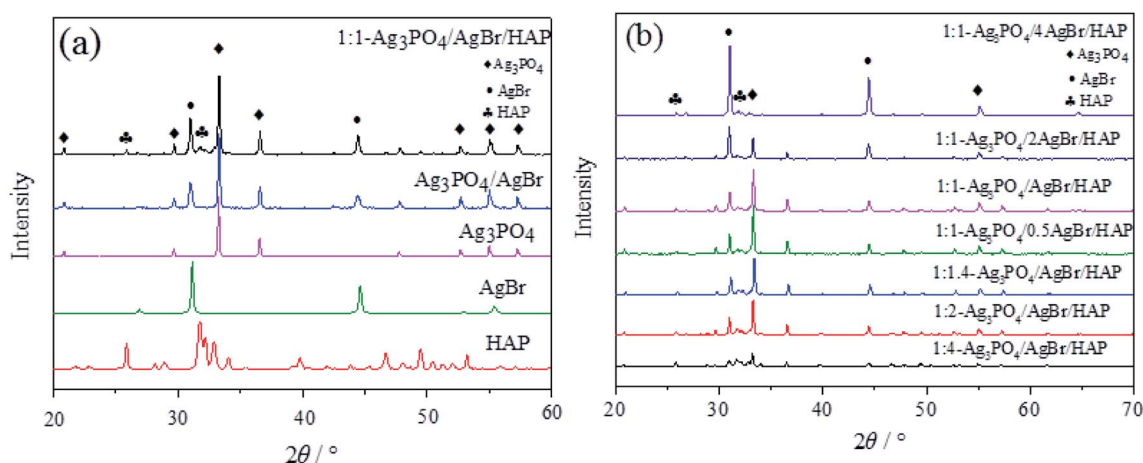 (a)
1:1-Ag₃PO₄/AgBr/HAP
♦ Ag₃PO₄
• AgBr
♣ HAP
Ag₃PO₄/AgBr
Ag₃PO₄
AgBr
HAP
Intensity
20 30 40 50 60
2θ / °
(b)
1:1-Ag₃PO₄/4AgBr/HAP
♦ Ag₃PO₄
• AgBr
♣ HAP
1:1-Ag₃PO₄/2AgBr/HAP
1:1-Ag₃PO₄/AgBr/HAP
1:1-Ag₃PO₄/0.5AgBr/HAP
1:1.4-Ag₃PO₄/AgBr/HAP
1:2-Ag₃PO₄/AgBr/HAP
1:4-Ag₃PO₄/AgBr/HAP
Intensity
20 30 40 50 60 70
2θ / °